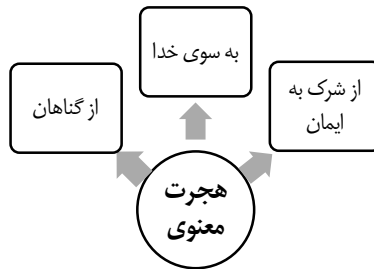 به سوی خدا
از شرک به
ایمان
از گناهان
هجرت
معنوی